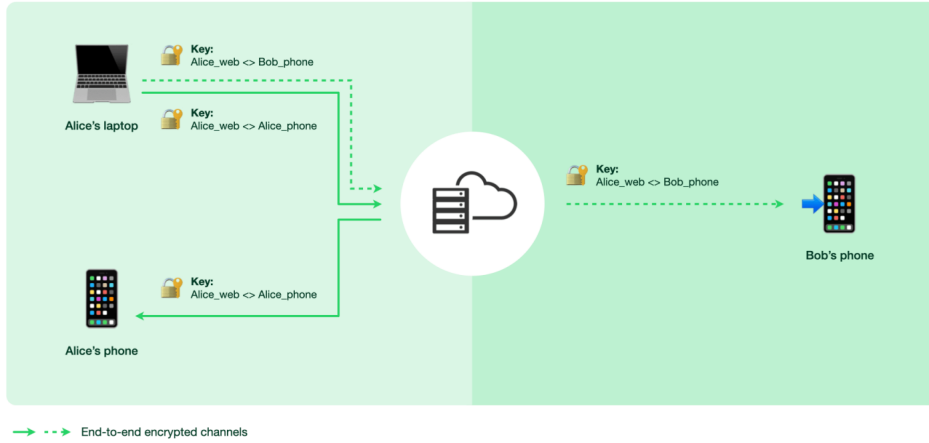 Key:
Alice_web <> Bob_phone
Alice's laptop
Key:
Alice_web <> Alice_phone
Key:
Alice_web <> Bob_phone
Bob's phone
Key:
Alice_web <> Alice_phone
Alice's phone
End-to-end encrypted channels